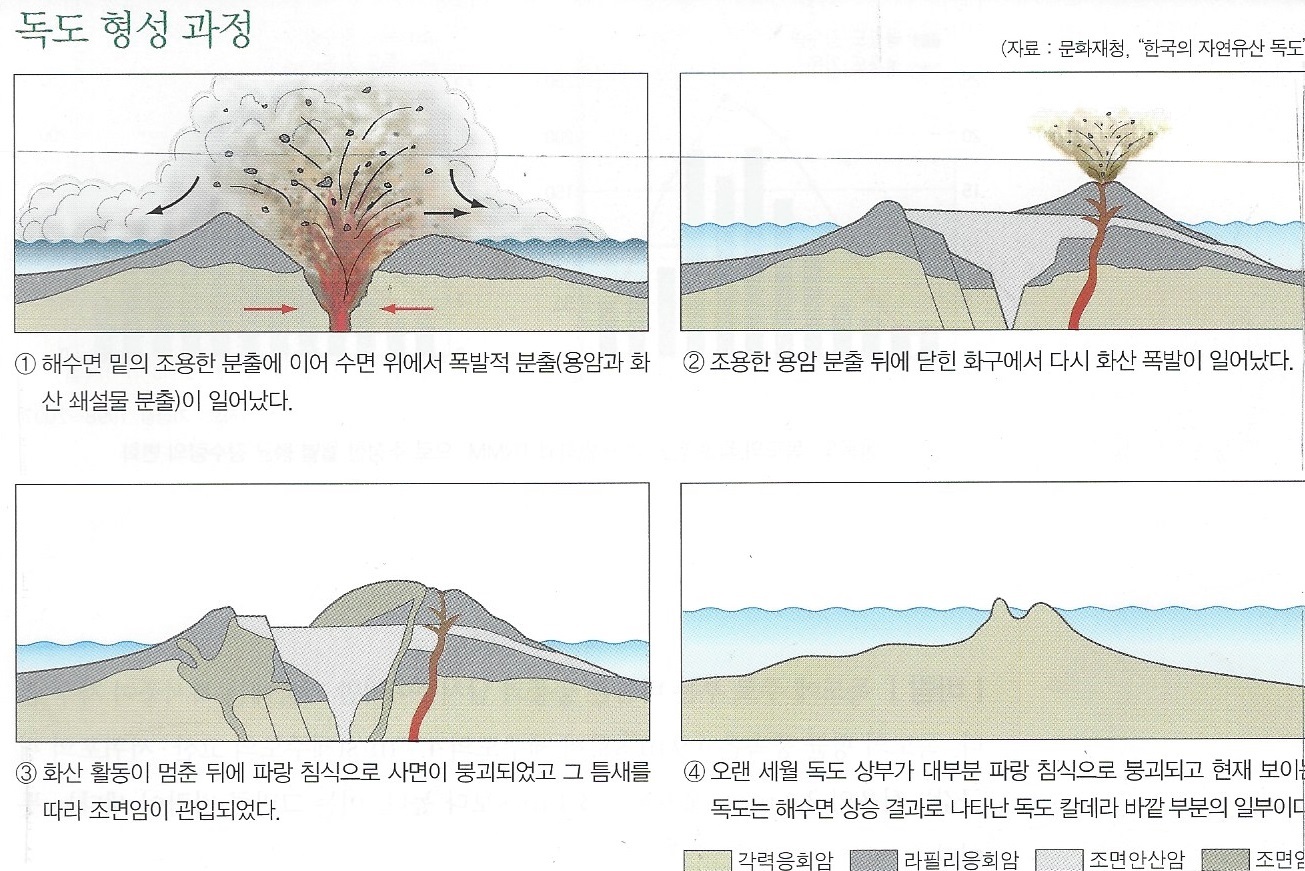 독도 형성 과정
(자료 : 문화재청, “한국의 자연유산 독도”
① 해수면 밑의 조용한 분출에 이어 수면 위에서 폭발적 분출(용암과 화
산 쇄설물 분출)이 일어났다.
② 조용한 용암 분출 뒤에 닫힌 화구에서 다시 화산 폭발이 일어났다.
③ 화산 활동이 멈춘 뒤에 파랑 침식으로 사면이 붕괴되었고 그 틈새를
따라 조면암이 관입되었다.
④ 오랜 세월 독도 상부가 대부분 파랑 침식으로 붕괴되고 현재 보이는
독도는 해수면 상승 결과로 나타난 독도 칼데라 바깥 부분의 일부이다
각력응회암 라필리응회암 조면안산암 조면암